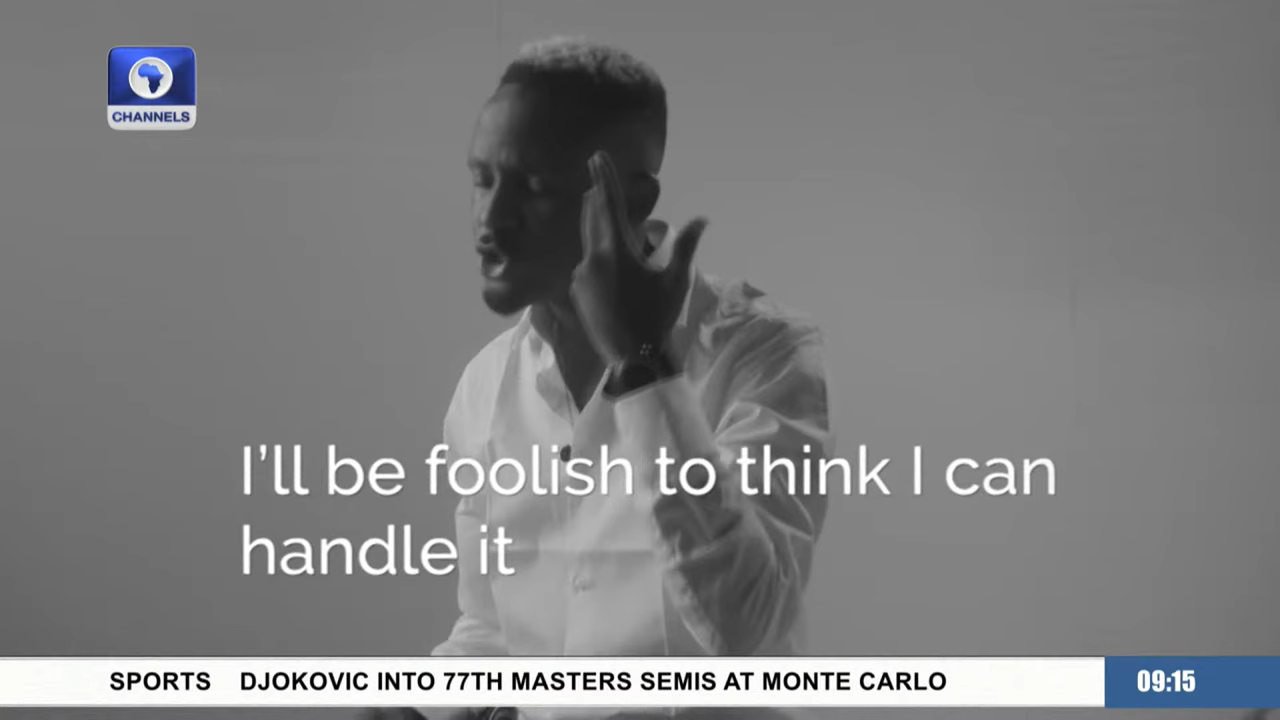 CHANNELS
I’ll be foolish to think I can
handle it
SPORTS DJOKOVIC INTO 77TH MASTERS SEMIS AT MONTE CARLO 09:15